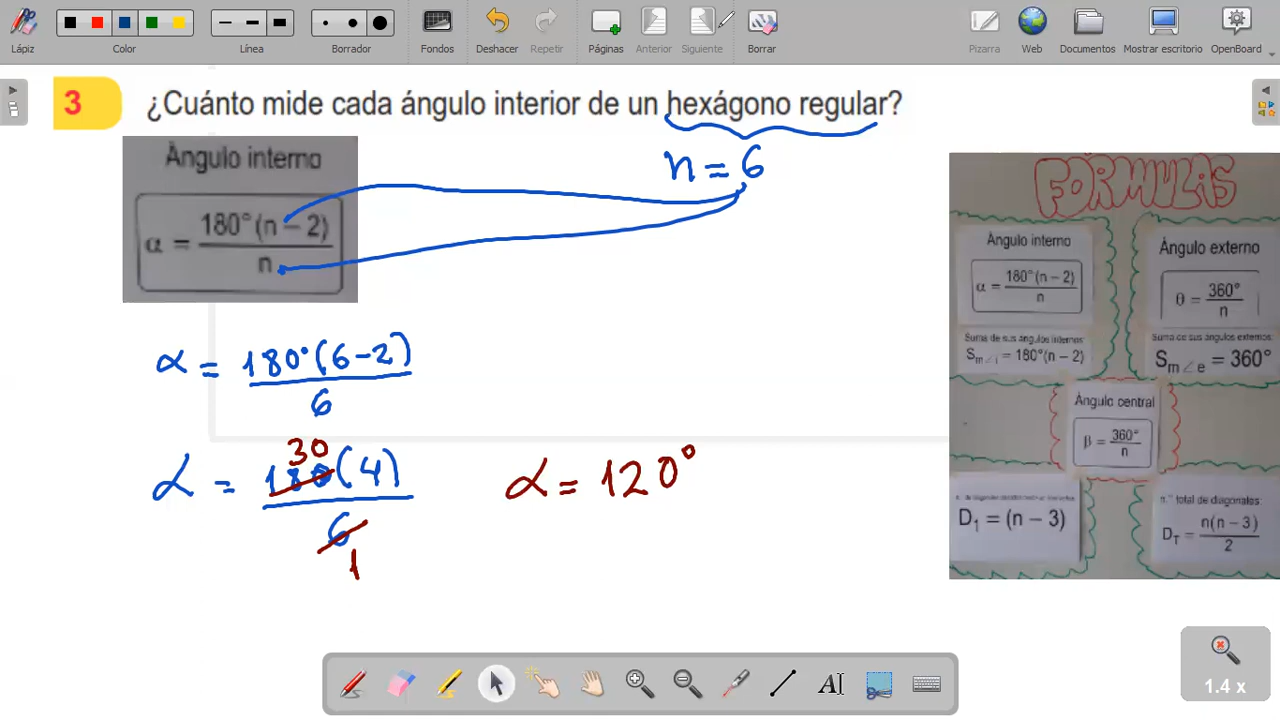 Lápiz
Color
Línea
Borrador
Fondos
Deshacer
Repetir
Páginas
Anterior
Siguiente
Borrar
Pizarra
Web
Documentos
Mostrar escritorio
OpenBoard
3 ¿Cuánto mide cada ángulo interior de un hexágono regular?
n = 6
Ángulo interno
α = 180°(n − 2) / n
α = 180°(6 − 2) / 6
α = 180 (4) / 6
30
1
α = 120°
FÓRMULAS
Ángulo interno
α = 180°(n − 2) / n
Suma de sus ángulos internos
Sm∠i = 180°(n − 2)
Ángulo externo
θ = 360° / n
Suma de sus ángulos externos
Sm∠e = 360°
Ángulo central
β = 360° / n
D1 = (n − 3)
n.° total de diagonales:
DT = n(n − 3) / 2
AI
1.4 x